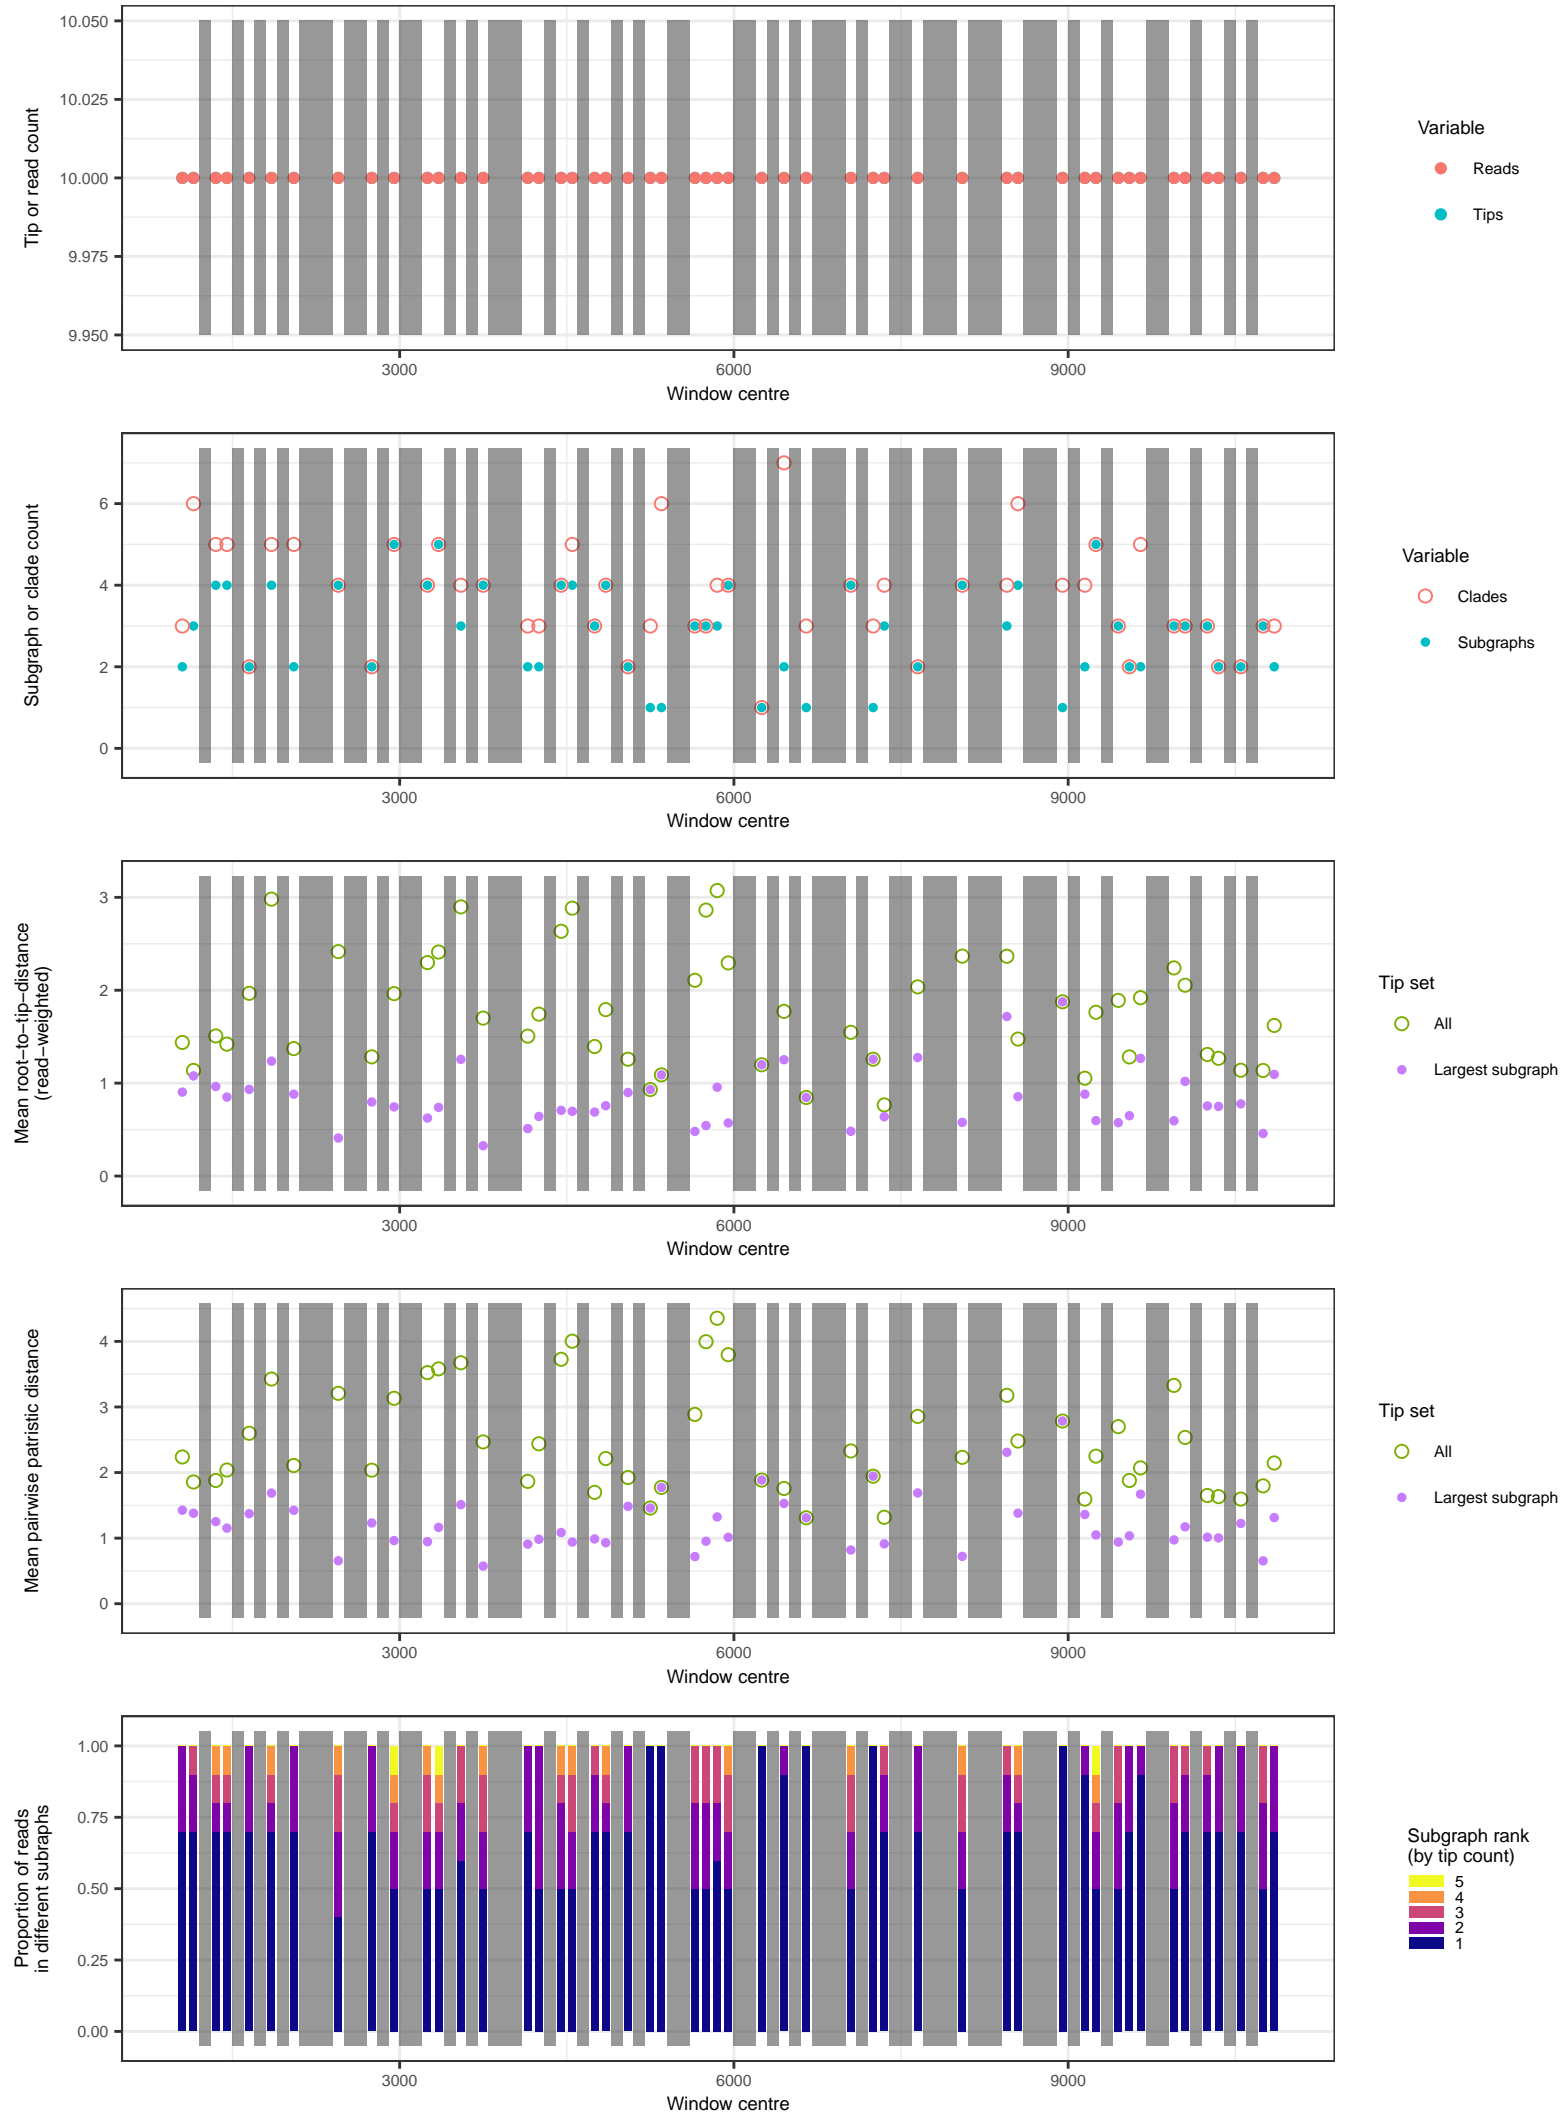 10.050
10.025
10.000
9.975
9.950
Tip or read count
3000 6000 9000
Window centre
Variable
Reads
Tips
6
4
2
0
Subgraph or clade count
3000 6000 9000
Window centre
Variable
Clades
Subgraphs
3
2
1
0
Mean root−to−tip−distance
(read−weighted)
3000 6000 9000
Window centre
Tip set
All
Largest subgraph
4
3
2
1
0
Mean pairwise patristic distance
3000 6000 9000
Window centre
Tip set
All
Largest subgraph
1.00
0.75
0.50
0.25
0.00
Proportion of reads
in different subraphs
3000 6000 9000
Window centre
Subgraph rank
(by tip count)
5
4
3
2
1